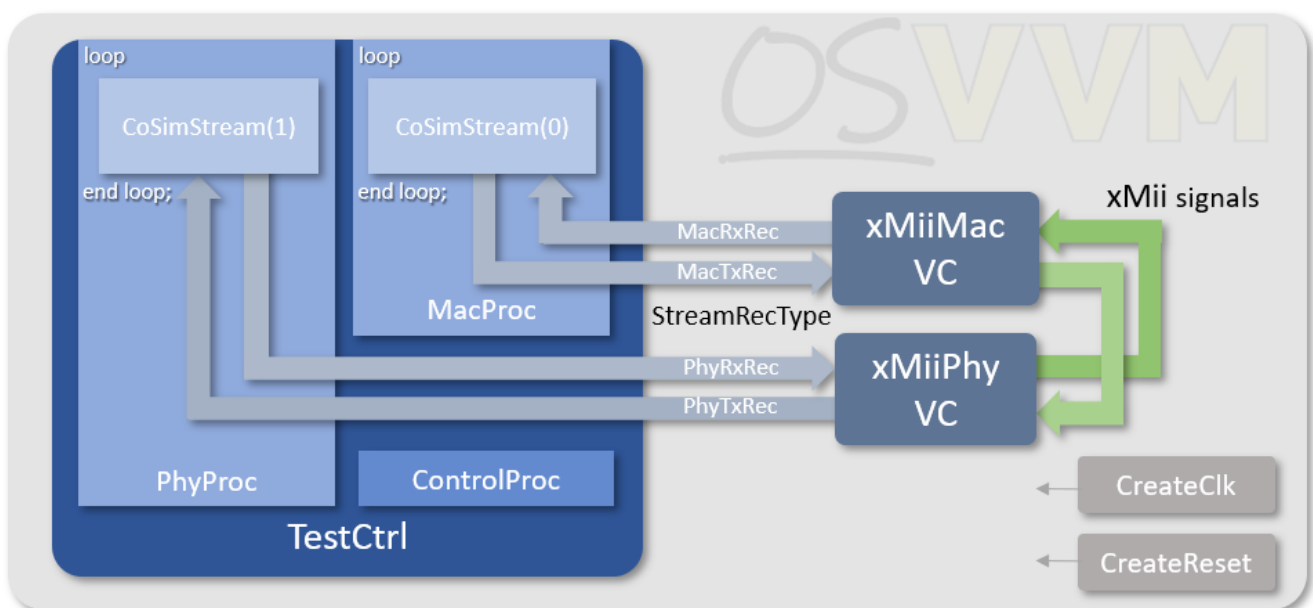 OSVVM
loop
CoSimStream(1)
end loop;
PhyProc
loop
CoSimStream(0)
end loop;
MacProc
ControlProc
TestCtrl
MacRxRec
MacTxRec
StreamRecType
PhyRxRec
PhyTxRec
xMiiMac
VC
xMiiPhy
VC
xMii signals
CreateClk
CreateReset